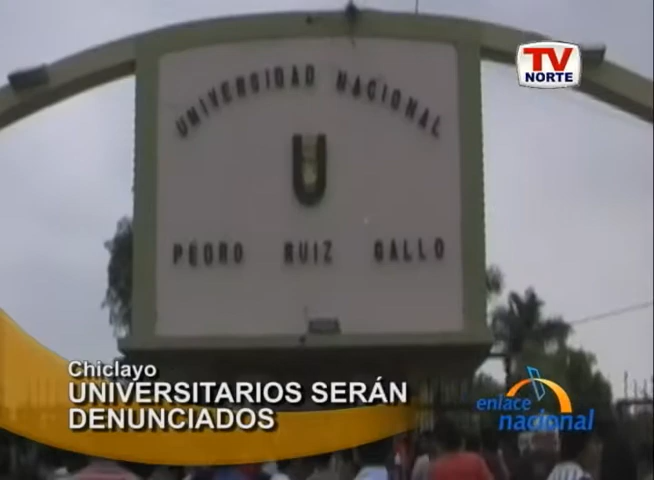 TV
NORTE
UNIVERSIDAD NACIONAL
U
PEDRO RUIZ GALLO
Chiclayo
UNIVERSITARIOS SERÁN
DENUNCIADOS
enlace
nacional